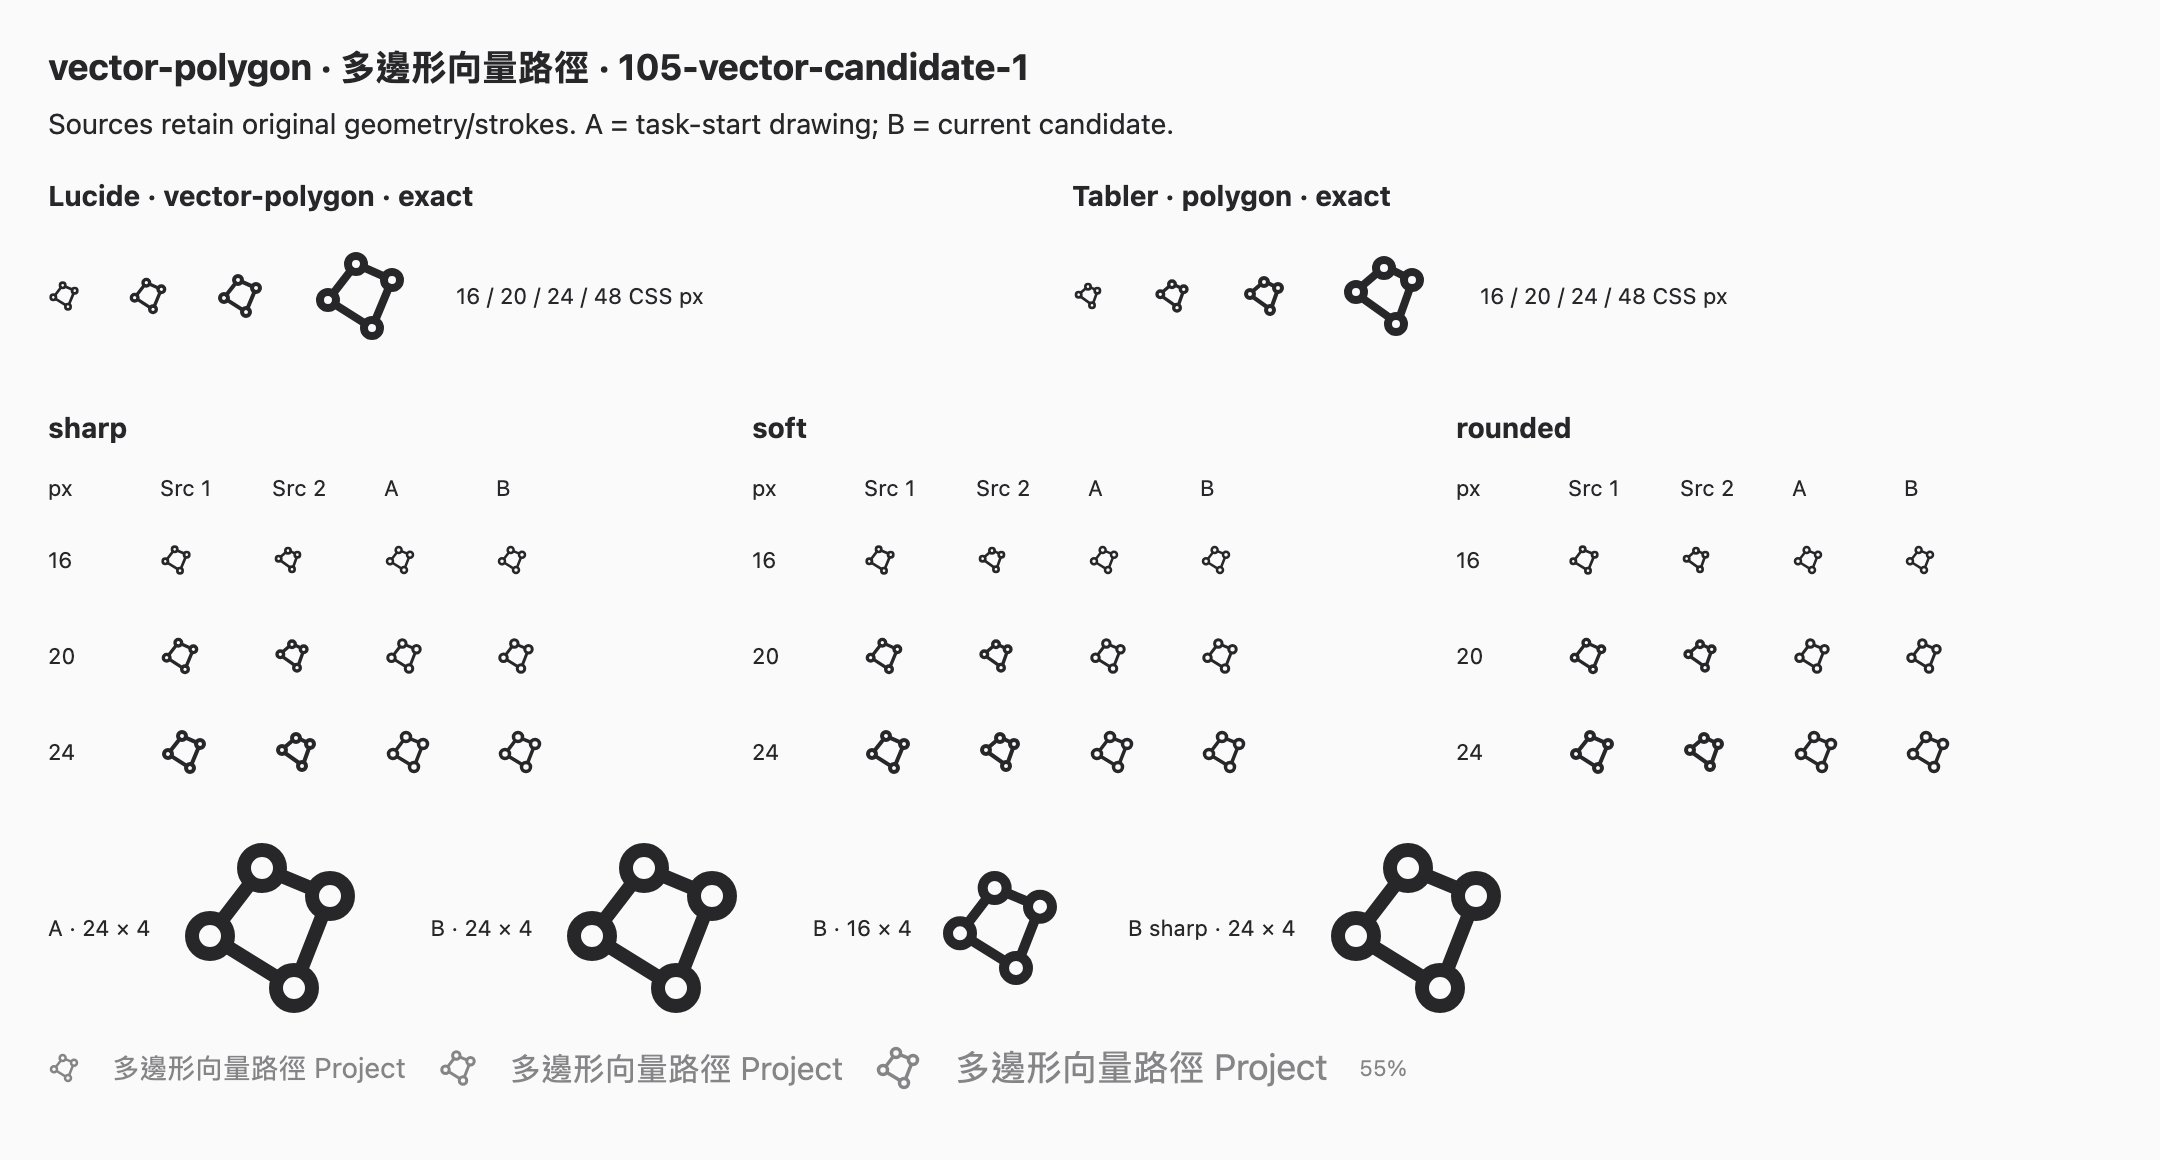 vector-polygon · 多邊形向量路徑 · 105-vector-candidate-1
Sources retain original geometry/strokes. A = task-start drawing; B = current candidate.
Lucide · vector-polygon · exact
16 / 20 / 24 / 48 CSS px
Tabler · polygon · exact
16 / 20 / 24 / 48 CSS px
sharp
px Src 1 Src 2 A B
16
20
24
soft
px Src 1 Src 2 A B
16
20
24
rounded
px Src 1 Src 2 A B
16
20
24
A · 24 × 4
B · 24 × 4
B · 16 × 4
B sharp · 24 × 4
多邊形向量路徑 Project
多邊形向量路徑 Project
多邊形向量路徑 Project
55%